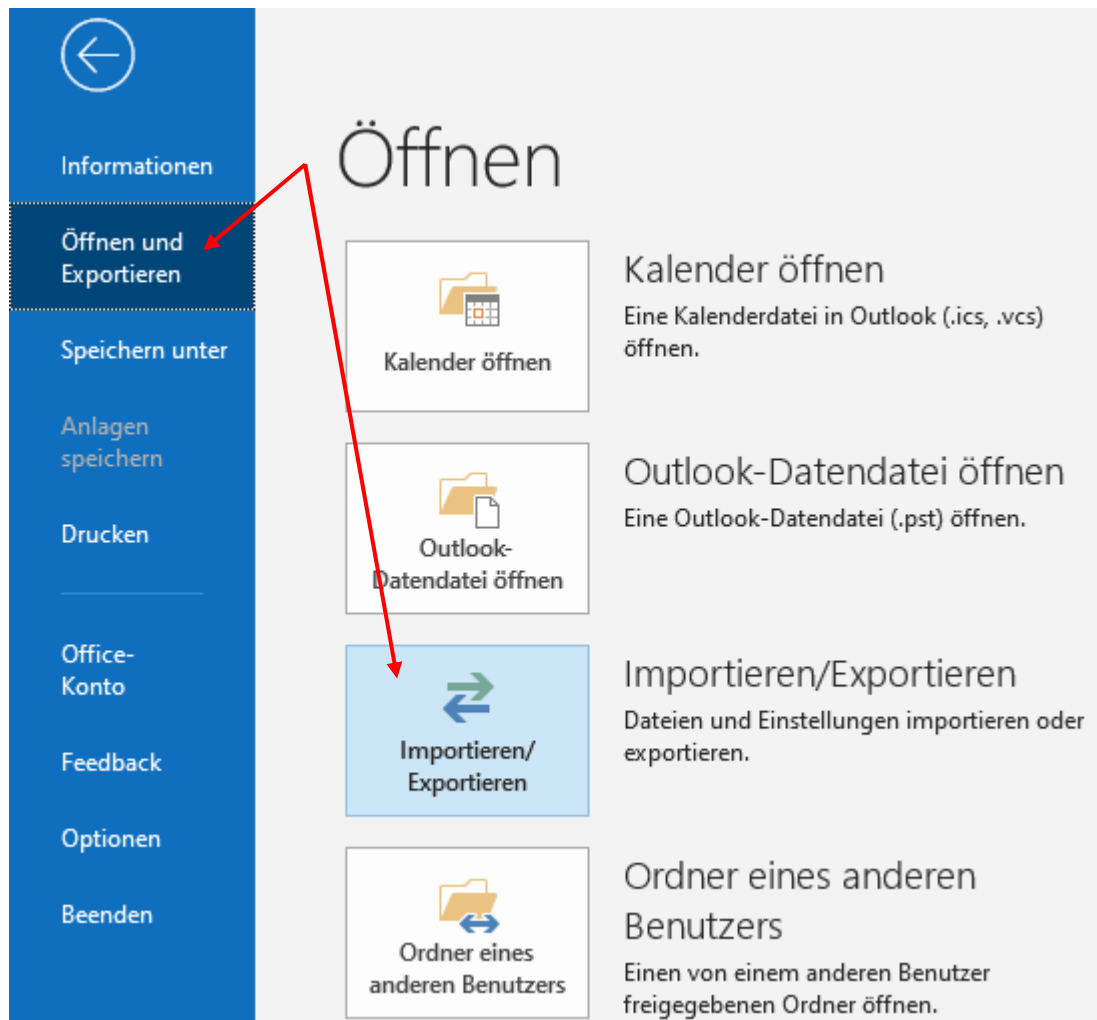 Informationen
Öffnen und
Exportieren
Speichern unter
Anlagen
speichern
Drucken
Office-
Konto
Feedback
Optionen
Beenden
Öffnen
Kalender öffnen
Kalender öffnen
Eine Kalenderdatei in Outlook (.ics, .vcs)
öffnen.
Outlook-
Datendatei öffnen
Outlook-Datendatei öffnen
Eine Outlook-Datendatei (.pst) öffnen.
Importieren/
Exportieren
Importieren/Exportieren
Dateien und Einstellungen importieren oder
exportieren.
Ordner eines
anderen Benutzers
Ordner eines anderen
Benutzers
Einen von einem anderen Benutzer
freigegebenen Ordner öffnen.